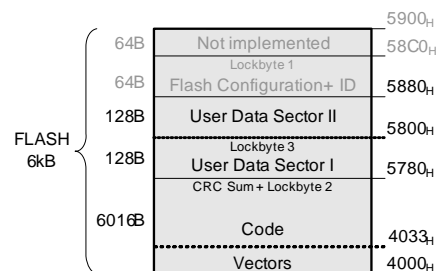 5900H
64B Not implemented
58C0H
Lockbyte 1
64B Flash Configuration+ ID
5880H
128B User Data Sector II
5800H
FLASH
6kB
Lockbyte 3
128B User Data Sector I
5780H
CRC Sum + Lockbyte 2
6016B
Code
4033H
Vectors
4000H